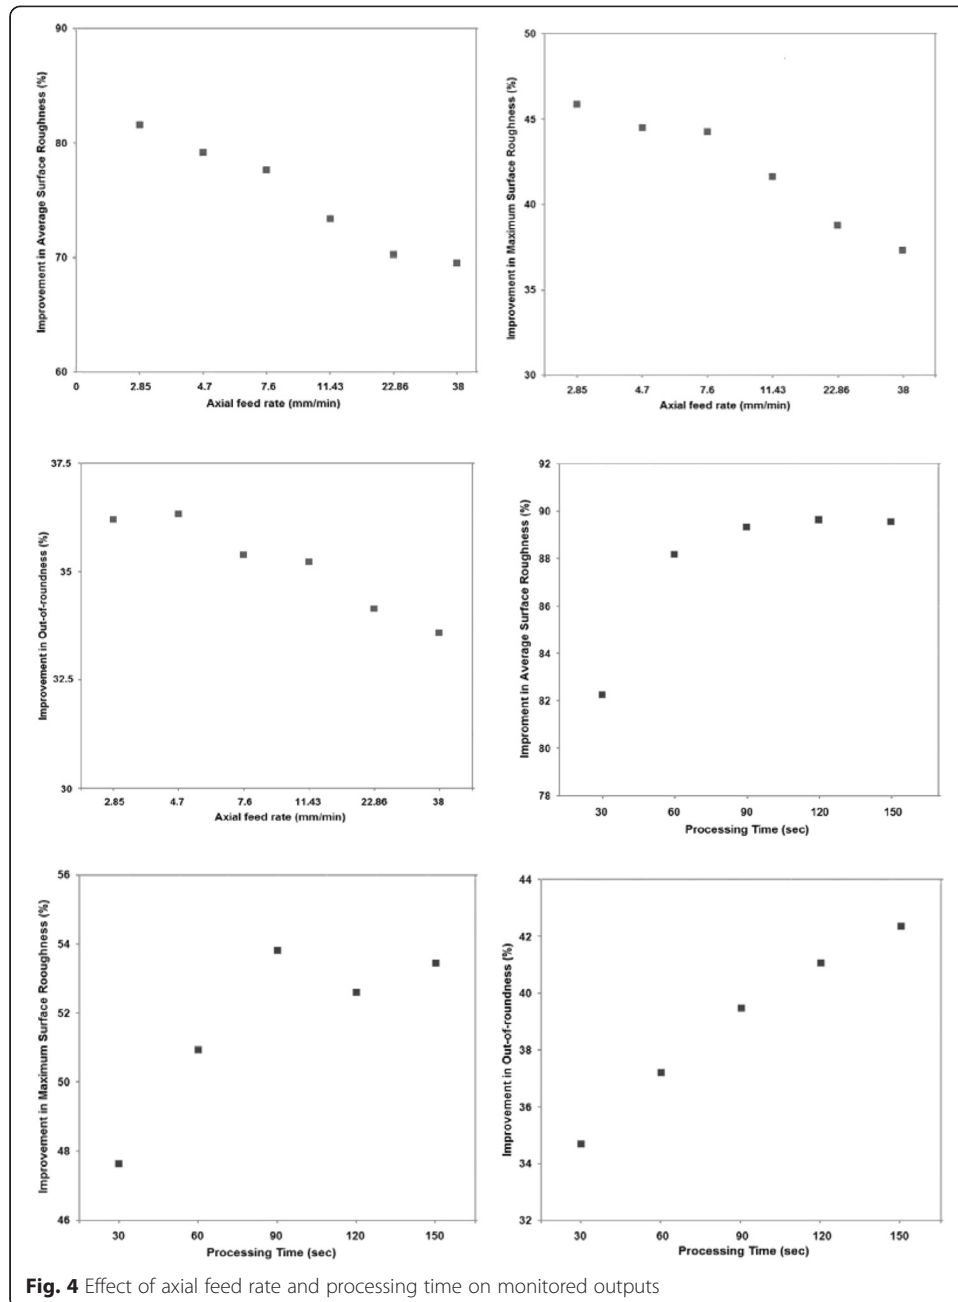 90
80
70
60
Improvement in Average Surface Roughness (%)
0 2.85 4.7 7.6 11.43 22.86 38
Axial feed rate (mm/min)
50
45
40
35
30
Improvement in Maximum Surface Roughness (%)
2.85 4.7 7.6 11.43 22.86 38
Axial feed rate (mm/min)
37.5
35
32.5
30
Improvement in Out-of-roundness (%)
2.85 4.7 7.6 11.43 22.86 38
Axial feed rate (mm/min)
92
90
88
86
84
82
80
78
Improment in Average Surface Roughness (%)
30 60 90 120 150
Processing Time (sec)
56
54
52
50
48
46
Improvement in Maximum Surface Rooughness (%)
30 60 90 120 150
Processing Time (sec)
44
42
40
38
36
34
32
Improvement in Out-of-roundness (%)
30 60 90 120 150
Processing Time (sec)
Fig. 4 Effect of axial feed rate and processing time on monitored outputs